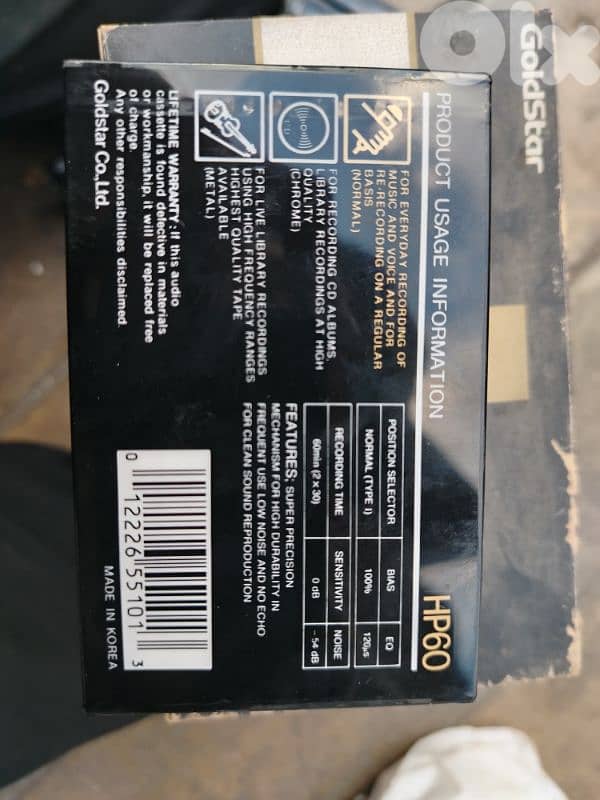 olx
GoldStar
PRODUCT USAGE INFORMATION
HP60
FOR EVERYDAY RECORDING OF
MUSIC AND VOICE AND FOR
RE-RECORDING ON A REGULAR
BASIS
(NORMAL)
FOR RECORDING CD ALBUMS,
LIBRARY RECORDINGS AT HIGH
QUALITY
(CHROME)
FOR LIVE LIBRARY RECORDINGS
USING HIGH FREQUENCY RANGES
HIGHEST QUALITY TAPE
AVAILABLE
(METAL)
POSITION SELECTOR BIAS EQ
NORMAL (TYPE I) 100% 120µs
RECORDING TIME SENSITIVITY NOISE
60min (2 x 30) 0 dB - 54 dB
FEATURES: SUPER PRECISION
MECHANISM FOR HIGH DURABILITY IN
FREQUENT USE LOW NOISE AND NO ECHO
FOR CLEAN SOUND REPRODUCTION
LIFETIME WARRANTY: If this audio
cassette is found defective in materials
or workmanship, it will be replaced free
of charge.
Any other responsibilities disclaimed.
Goldstar Co., Ltd.
0 12226 55101 3
MADE IN KOREA